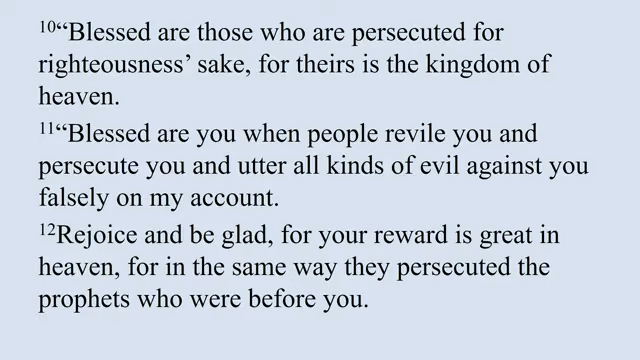 ¹⁰“Blessed are those who are persecuted for
righteousness’ sake, for theirs is the kingdom of
heaven.
¹¹“Blessed are you when people revile you and
persecute you and utter all kinds of evil against you
falsely on my account.
¹²Rejoice and be glad, for your reward is great in
heaven, for in the same way they persecuted the
prophets who were before you.